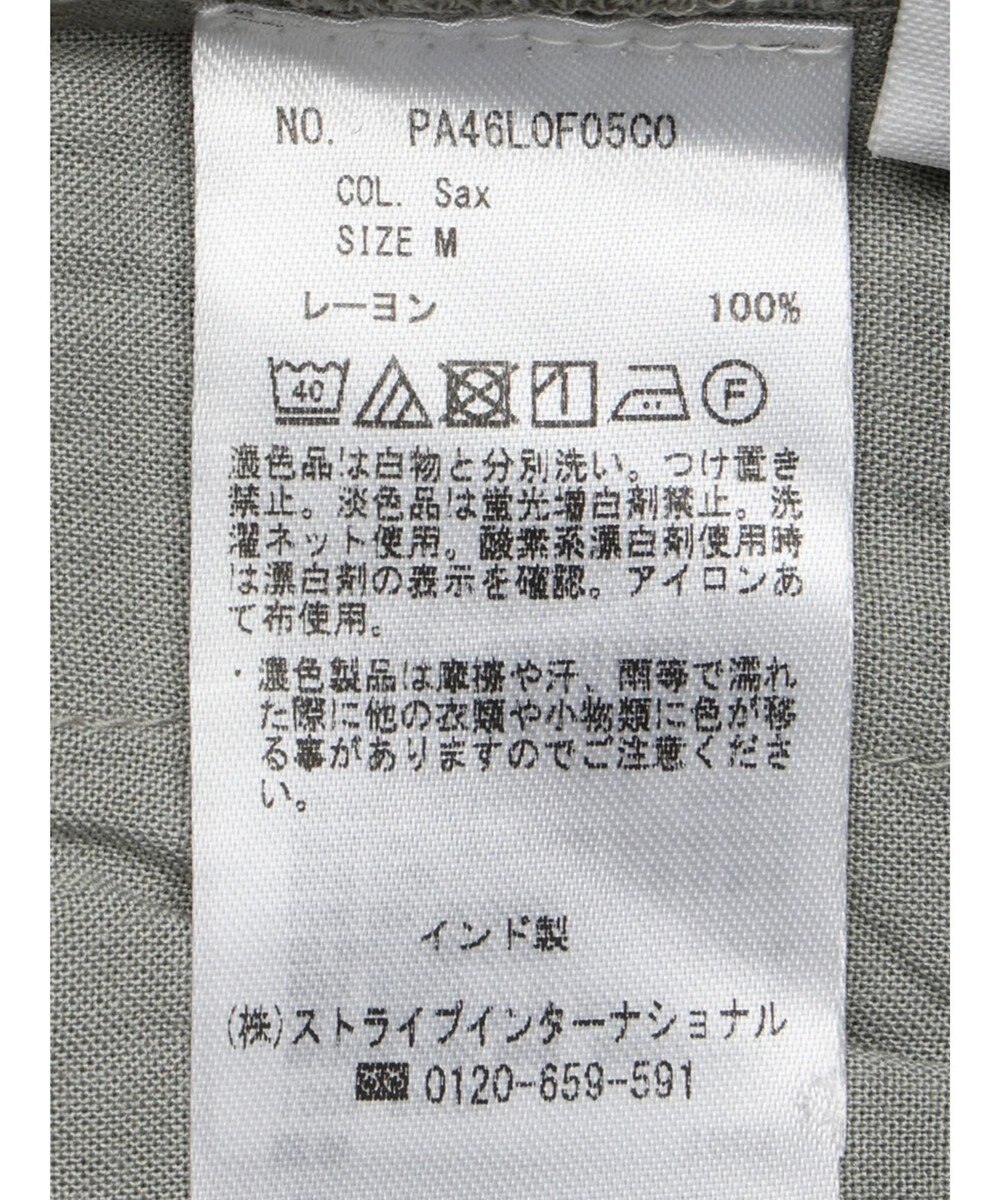 NO. PA46L0F05C0
COL. Sax
SIZE M
レーヨン 100%
40
F
濃色品は白物と分別洗い。つけ置き
禁止。淡色品は蛍光増白剤禁止。洗
濯ネット使用。酸素系漂白剤使用時
は漂白剤の表示を確認。アイロンあ
て布使用。
・濃色製品は摩擦や汗、雨等で濡れ
た際に他の衣類や小物類に色が移
る事がありますのでご注意くださ
い。
インド製
(株)ストライプインターナショナル
0120-659-591